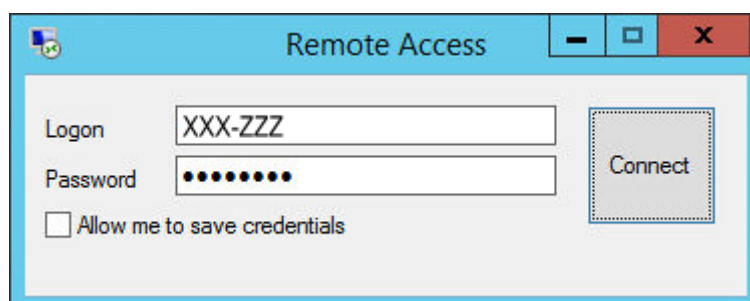 Remote Access
Logon XXX-ZZZ
Password ••••••••
Connect
Allow me to save credentials